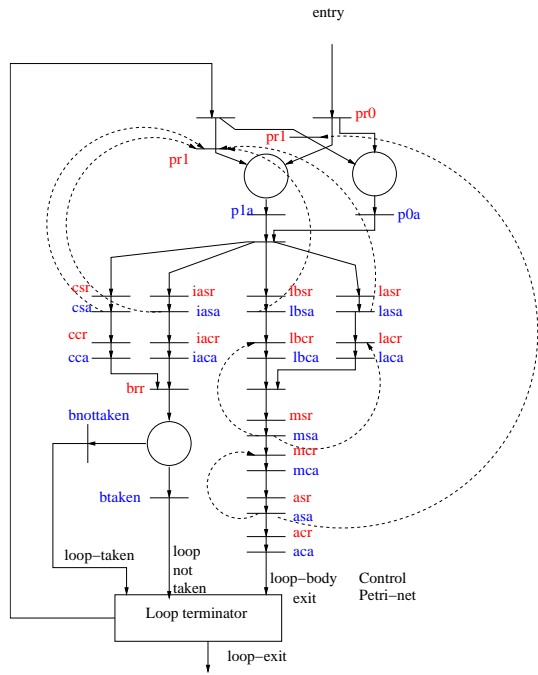 entry
pr0
pr1
pr1
p1a
p0a
csr
iasr
lbsr
lasr
csa
iasa
lbsa
lasa
ccr
iacr
lbcr
lacr
cca
iaca
lbca
laca
brr
bnottaken
msr
msa
mcr
mca
btaken
asr
asa
acr
aca
loop−taken
loop
not
taken
loop−body
exit
Control
Petri−net
Loop terminator
loop−exit